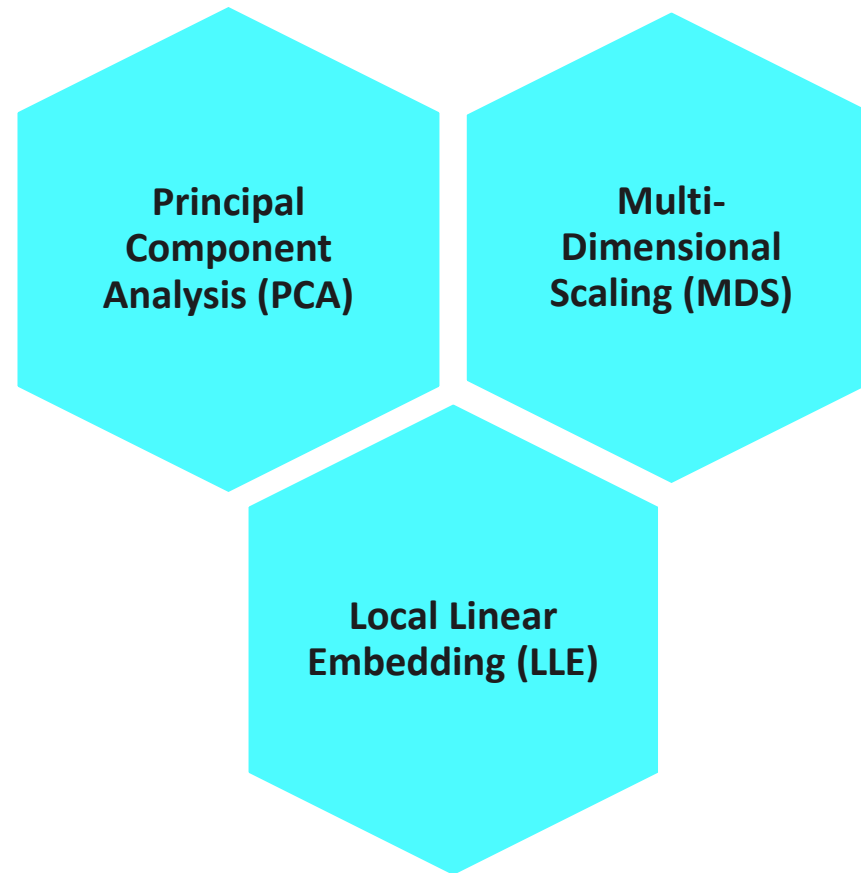 Principal
Component
Analysis (PCA)
Multi-
Dimensional
Scaling (MDS)
Local Linear
Embedding (LLE)